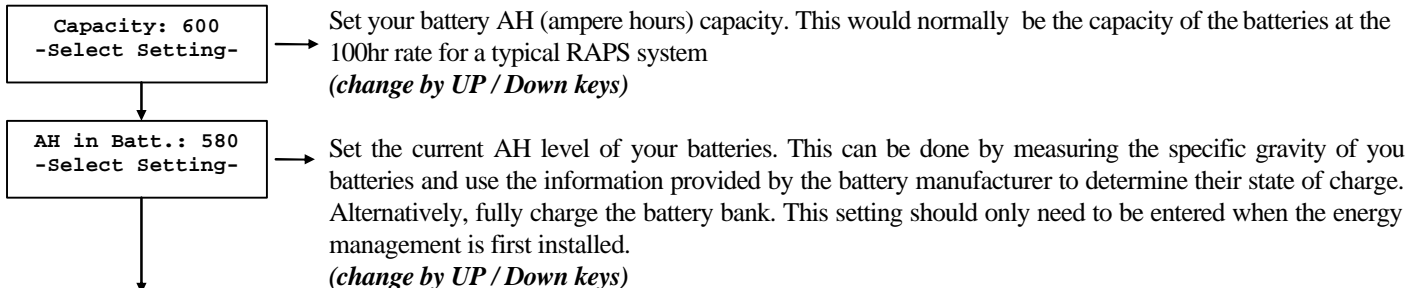 Capacity: 600
-Select Setting-
Set your battery AH (ampere hours) capacity. This would normally be the capacity of the batteries at the
100hr rate for a typical RAPS system
(change by UP / Down keys)
AH in Batt.: 580
-Select Setting-
Set the current AH level of your batteries. This can be done by measuring the specific gravity of you
batteries and use the information provided by the battery manufacturer to determine their state of charge.
Alternatively, fully charge the battery bank. This setting should only need to be entered when the energy
management is first installed.
(change by UP / Down keys)